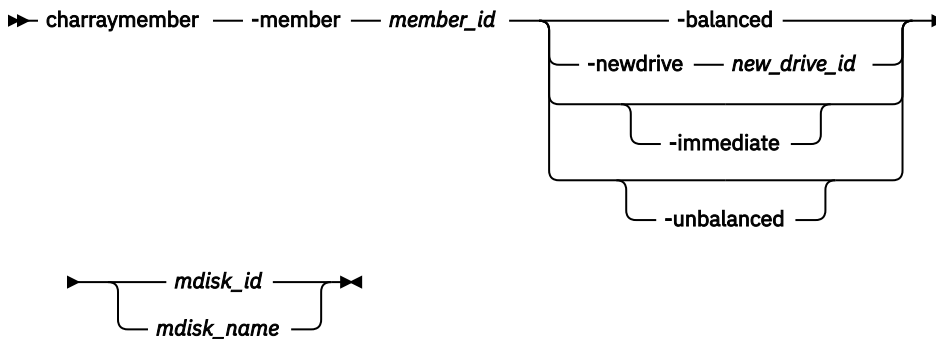 charraymember -member member_id -balanced
-newdrive new_drive_id
-immediate
-unbalanced
mdisk_id
mdisk_name